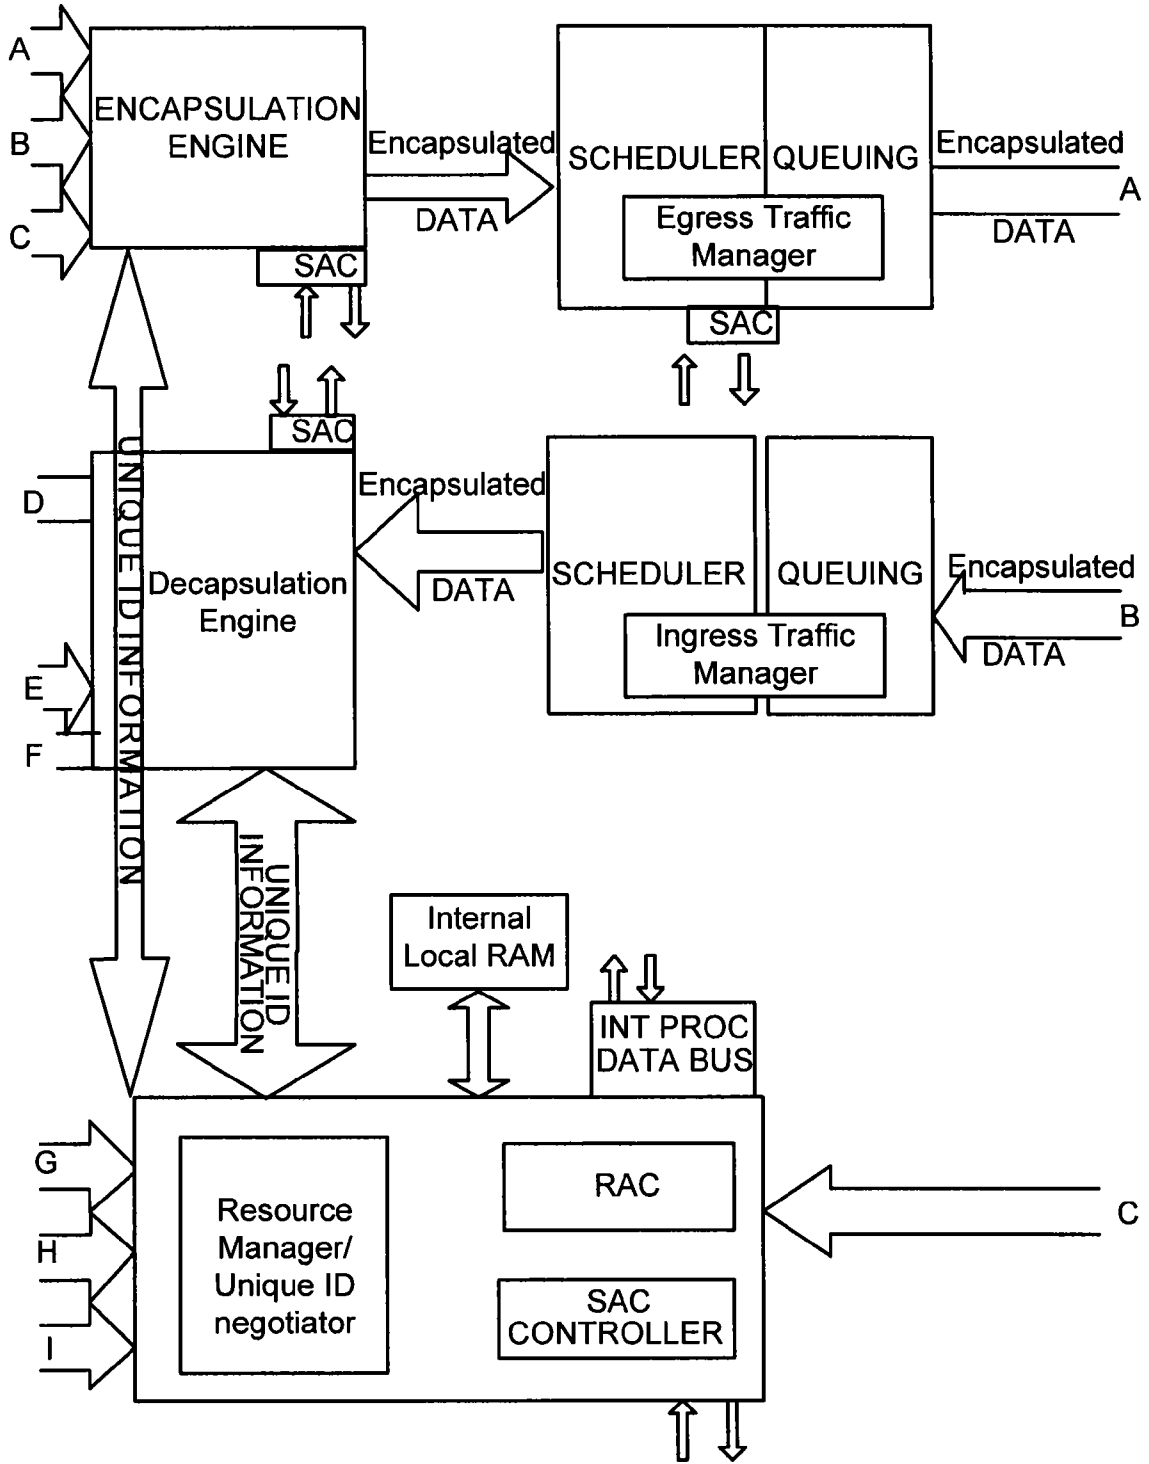 A
B
C
ENCAPSULATION
ENGINE
SAC
Encapsulated
DATA
SCHEDULER
QUEUING
Egress Traffic
Manager
SAC
Encapsulated
A
DATA
UNIQUE ID INFORMATION
D
E
F
SAC
Decapsulation
Engine
Encapsulated
DATA
SCHEDULER
QUEUING
Ingress Traffic
Manager
Encapsulated
B
DATA
UNIQUE ID
INFORMATION
Internal
Local RAM
INT PROC
DATA BUS
G
H
I
Resource
Manager/
Unique ID
negotiator
RAC
SAC
CONTROLLER
C